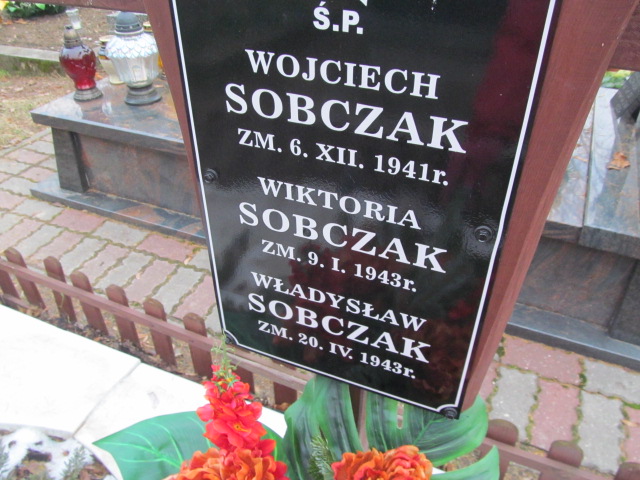 Ś.P.
WOJCIECH
SOBCZAK
ZM. 6. XII. 1941r.
WIKTORIA
SOBCZAK
ZM. 9. I. 1943r.
WŁADYSŁAW
SOBCZAK
ZM. 20. IV. 1943r.